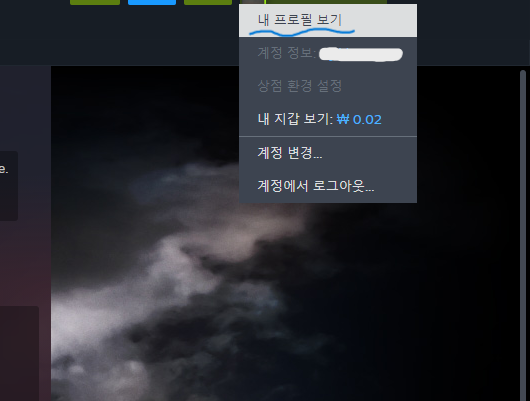 내 프로필 보기
계정 정보:
상점 환경 설정
e.
내 지갑 보기: ₩ 0.02
계정 변경...
계정에서 로그아웃...